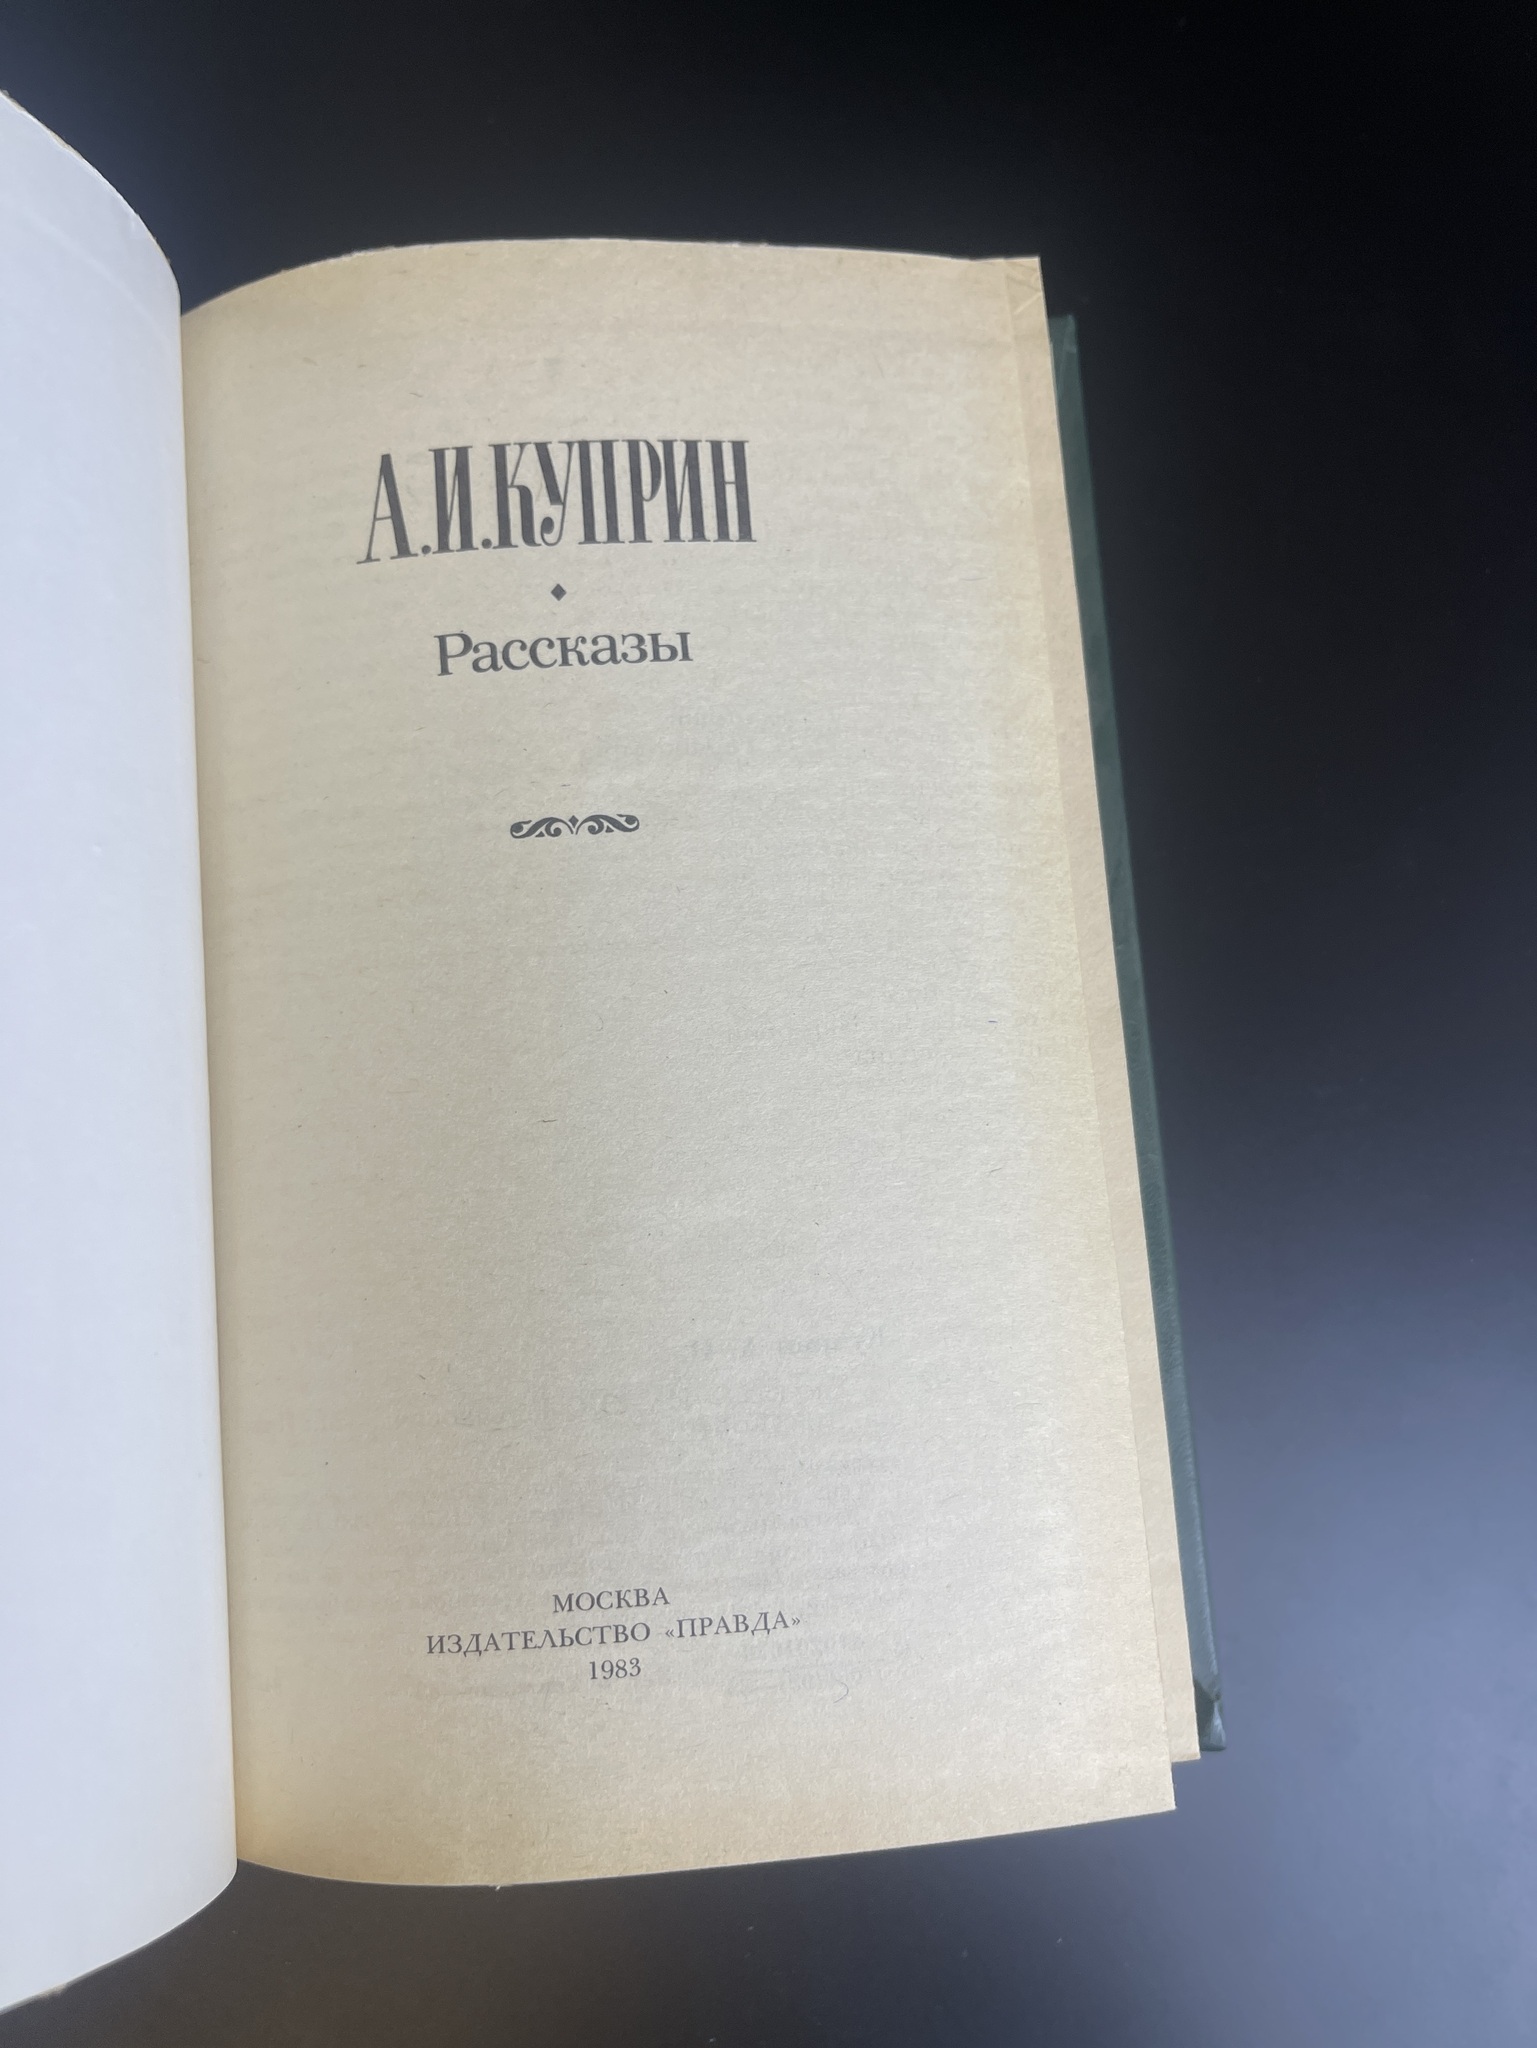 А.И.КУПРИН
Рассказы
МОСКВА
ИЗДАТЕЛЬСТВО «ПРАВДА»
1983